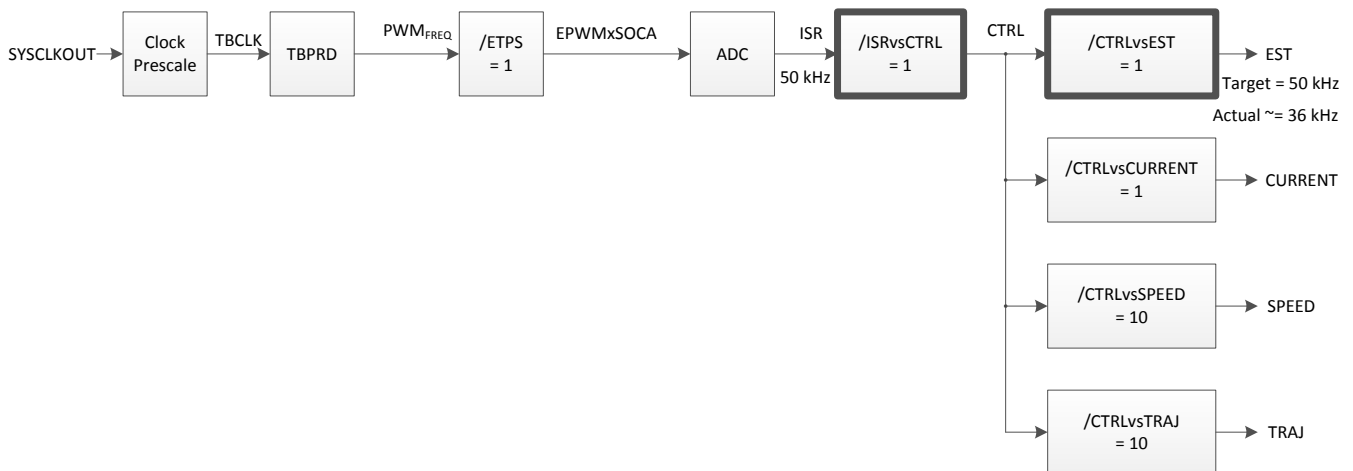 SYSCLKOUT
Clock
Prescale
TBCLK
TBPRD
PWMFREQ
/ETPS
= 1
EPWMxSOCA
ADC
ISR
50 kHz
/ISRvsCTRL
= 1
CTRL
/CTRLvsEST
= 1
EST
Target = 50 kHz
Actual ~= 36 kHz
/CTRLvsCURRENT
= 1
CURRENT
/CTRLvsSPEED
= 10
SPEED
/CTRLvsTRAJ
= 10
TRAJ